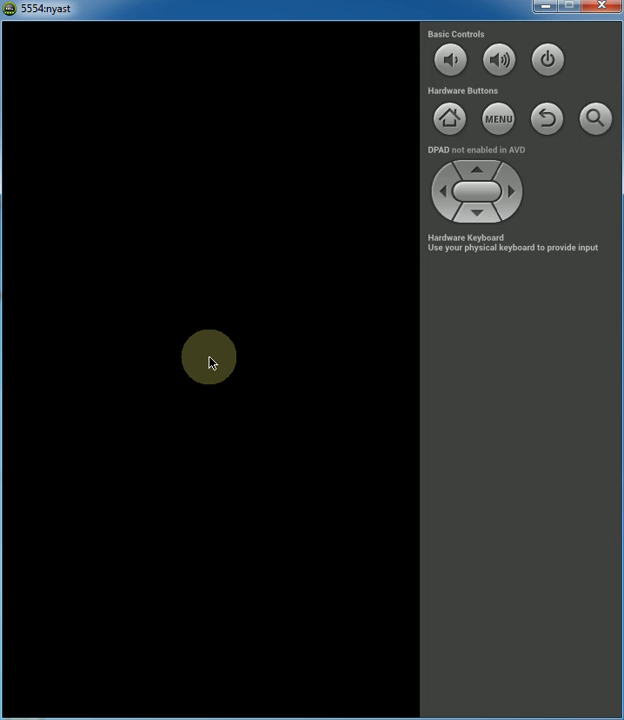 5554:nyast
Basic Controls
Hardware Buttons
MENU
DPAD not enabled in AVD
Hardware Keyboard
Use your physical keyboard to provide input